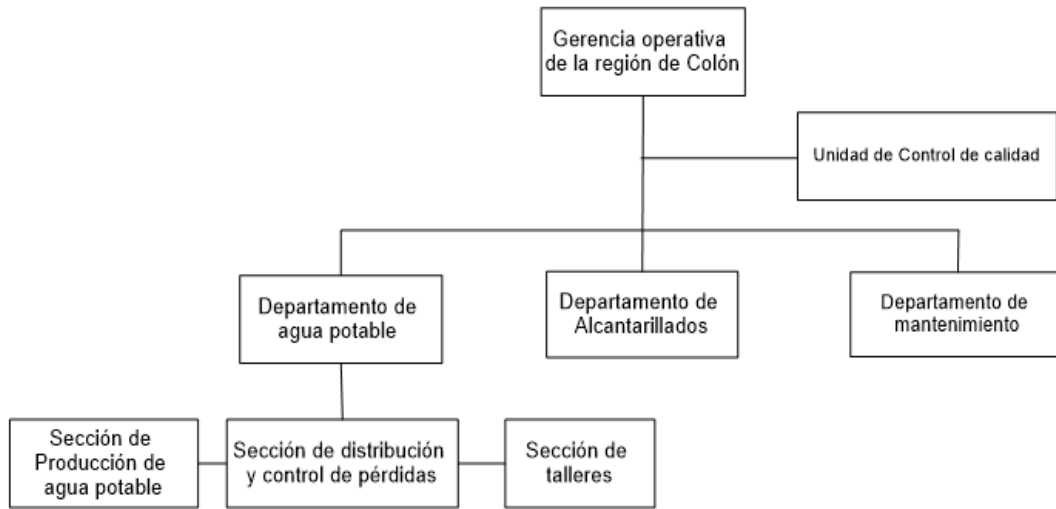 Gerencia operativa
de la región de Colón
Unidad de Control de calidad
Departamento de
agua potable
Departamento de
Alcantarillados
Departamento de
mantenimiento
Sección de
Producción de
agua potable
Sección de distribución
y control de pérdidas
Sección de
talleres